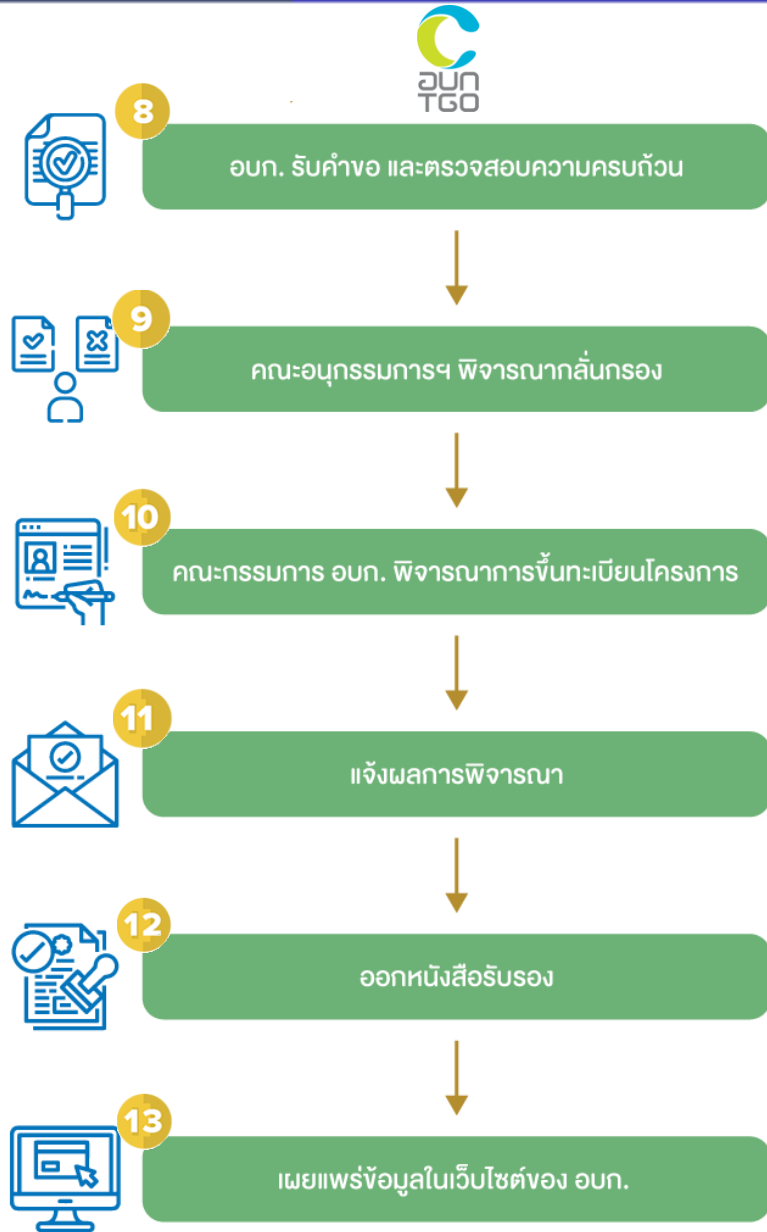 อบก
TGO
8
อบก. รับคำขอ และตรวจสอบความครบถ้วน
9
คณะอนุกรรมการฯ พิจารณากลั่นกรอง
10
คณะกรรมการ อบก. พิจารณาการขึ้นทะเบียนโครงการ
11
แจ้งผลการพิจารณา
12
ออกหนังสือรับรอง
13
เผยแพร่ข้อมูลในเว็บไซต์ของ อบก.